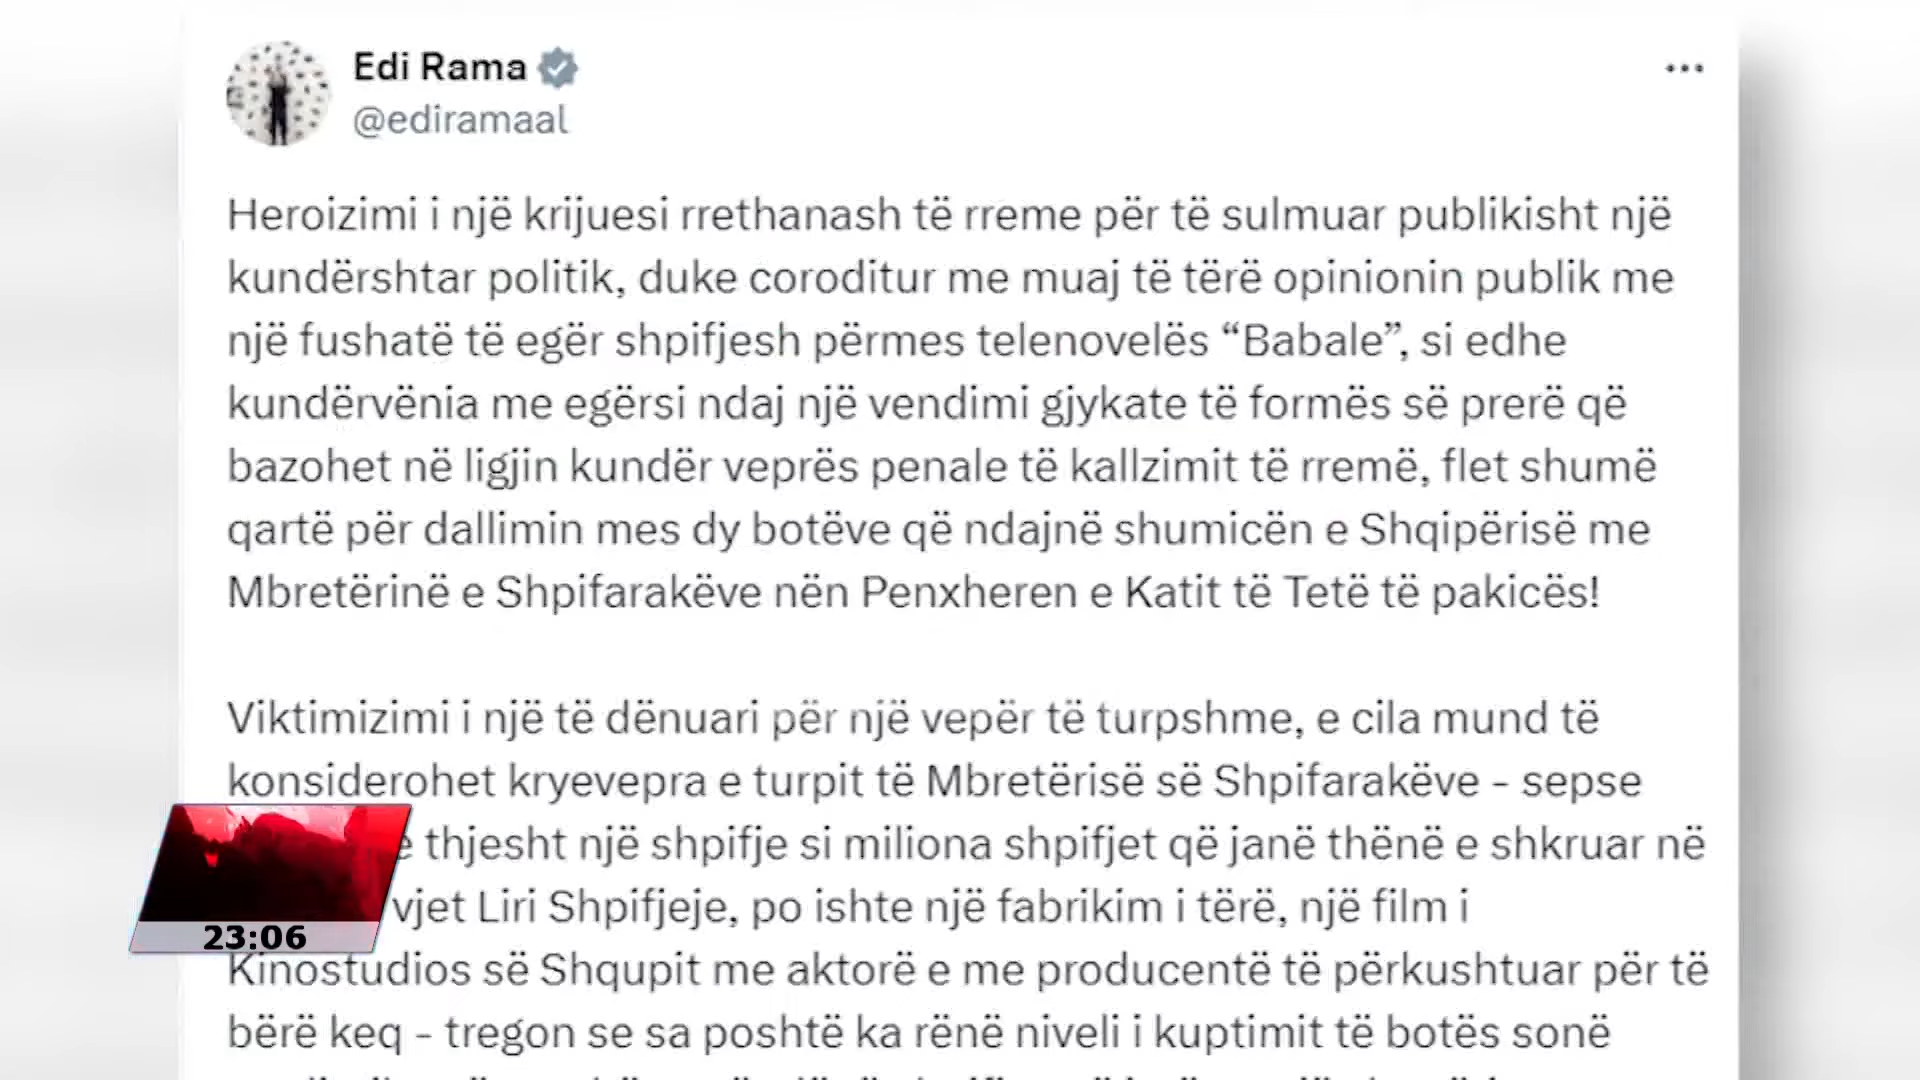 Edi Rama
@ediramaal
Heroizimi i një krijuesi rrethanash të rreme për të sulmuar publikisht një
kundërshtar politik, duke coroditur me muaj të tërë opinionin publik me
një fushatë të egër shpifjesh përmes telenovelës “Babale”, si edhe
kundërvënia me egërsi ndaj një vendimi gjykate të formës së prerë që
bazohet në ligjin kundër veprës penale të kallzimit të rremë, flet shumë
qartë për dallimin mes dy botëve që ndajnë shumicën e Shqipërisë me
Mbretërinë e Shpifarakëve nën Penxheren e Katit të Tetë të pakicës!
Viktimizimi i një të dënuari për një vepër të turpshme, e cila mund të
konsiderohet kryevepra e turpit të Mbretërisë së Shpifarakëve - sepse
thjesht një shpifje si miliona shpifjet që janë thënë e shkruar në
vjet Liri Shpifjeje, po ishte një fabrikim i tërë, një film i
Kinostudios së Shqupit me aktorë e me producentë të përkushtuar për të
bërë keq - tregon se sa poshtë ka rënë niveli i kuptimit të botës sonë
23:06